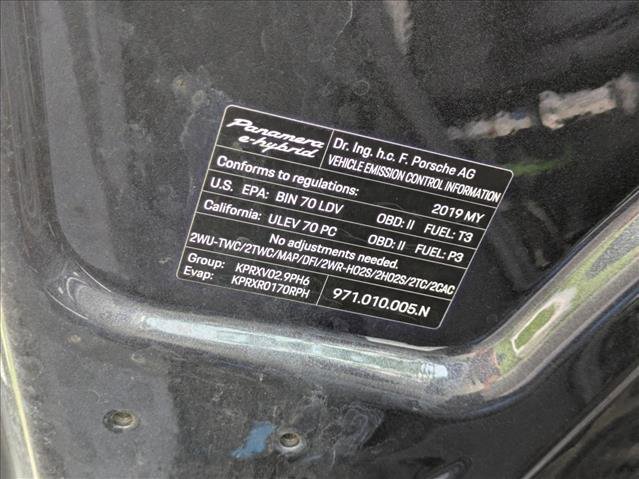 Panamera
e-hybrid
Dr. Ing. h.c. F. Porsche AG
VEHICLE EMISSION CONTROL INFORMATION
Conforms to regulations: 2019 MY
U.S. EPA: BIN 70 LDV OBD: II FUEL: T3
California: ULEV 70 PC OBD: II FUEL: P3
No adjustments needed.
2WU-TWC/2TWC/MAP/DFI/2WR-HO2S/2HO2S/2TC/2CAC
Group: KPRXV02.9PH6
Evap: KPRXR0170RPH
971.010.005.N